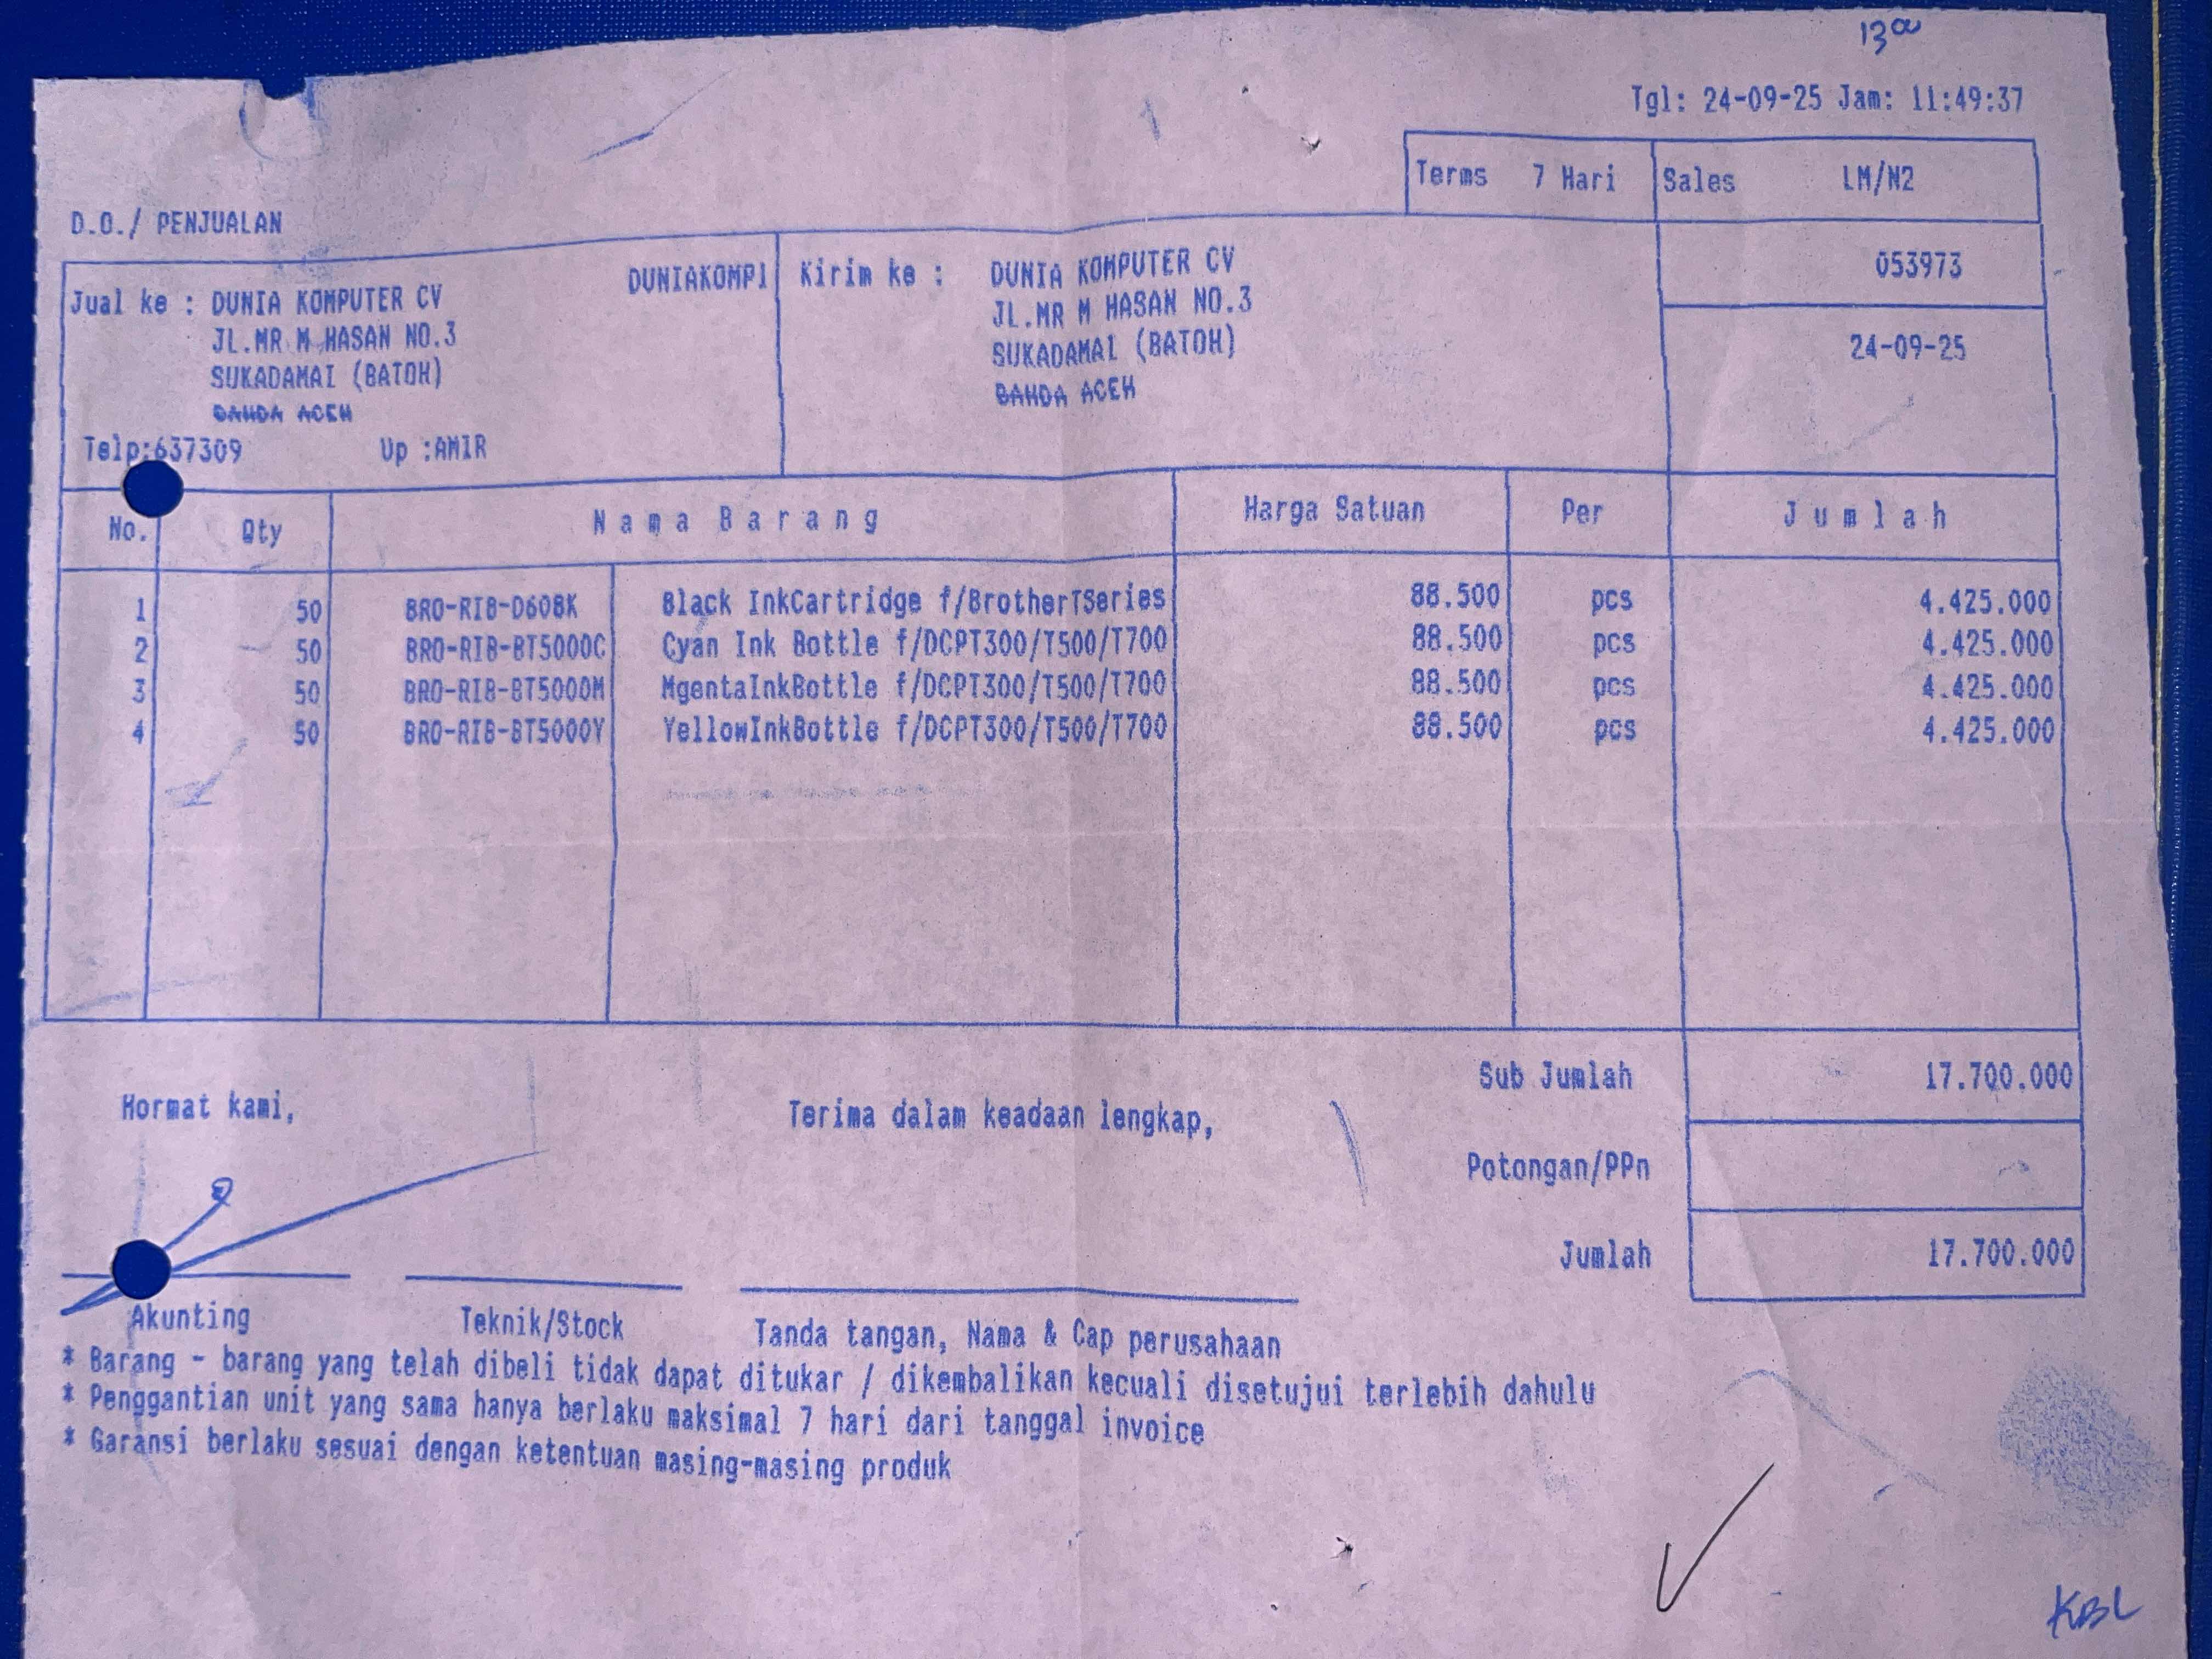 13⁰⁰
Tgl: 24-09-25 Jam: 11:49:37
Terms 7 Hari Sales LM/N2
D.O./ PENJUALAN
053973
24-09-25
DUNIAKOMP1
Jual ke : DUNIA KOMPUTER CV
JL.MR M HASAN NO.3
SUKADAMAI (BATOH)
BANDA ACEH
Telp:637309 Up :AMIR
Kirim ke : DUNIA KOMPUTER CV
JL.MR M HASAN NO.3
SUKADAMAI (BATOH)
BANDA ACEH
No. Qty Nama Barang Harga Satuan Per Jumlah
1 50 BRO-RIB-D60BK Black InkCartridge f/BrotherTSeries 88.500 pcs 4.425.000
2 50 BRO-RIB-BT5000C Cyan Ink Bottle f/DCPT300/T500/T700 88.500 pcs 4.425.000
3 50 BRO-RIB-BT5000M MgentaInkBottle f/DCPT300/T500/T700 88.500 pcs 4.425.000
4 50 BRO-RIB-BT5000Y YellowInkBottle f/DCPT300/T500/T700 88.500 pcs 4.425.000
Sub Jumlah 17.700.000
Hormat kami, Terima dalam keadaan lengkap,
Potongan/PPn
Jumlah 17.700.000
Akunting Teknik/Stock Tanda tangan, Nama & Cap perusahaan
* Barang - barang yang telah dibeli tidak dapat ditukar / dikembalikan kecuali disetujui terlebih dahulu
* Penggantian unit yang sama hanya berlaku maksimal 7 hari dari tanggal invoice
* Garansi berlaku sesuai dengan ketentuan masing-masing produk
KBL